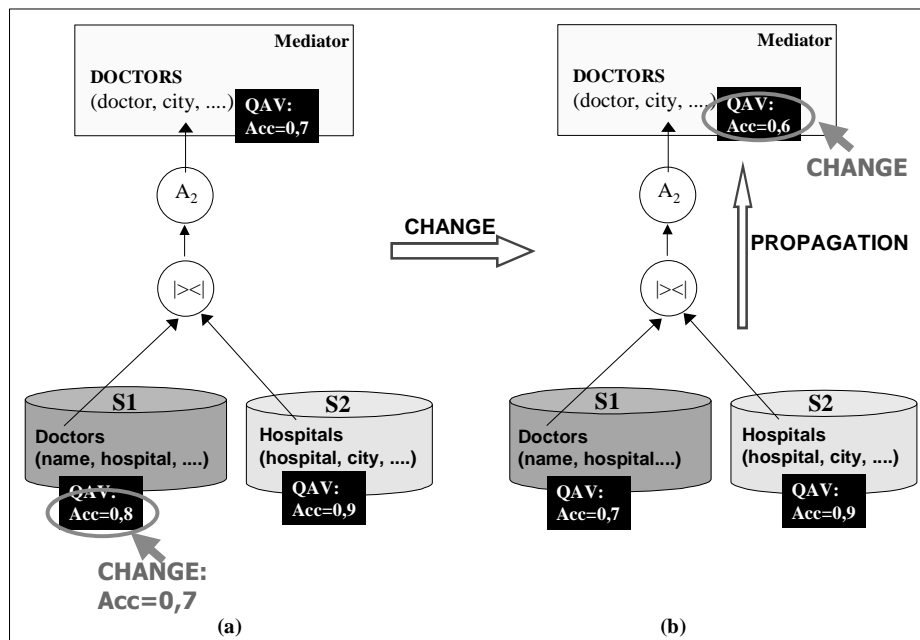 Mediator
DOCTORS
(doctor, city, ....)
QAV:
Acc=0,7
A2
|><|
S1
Doctors
(name, hospital, ....)
QAV:
Acc=0,8
CHANGE:
Acc=0,7
S2
Hospitals
(hospital, city, ....)
QAV:
Acc=0,9
(a)
CHANGE
Mediator
DOCTORS
(doctor, city, ....)
QAV:
Acc=0,6
CHANGE
A2
PROPAGATION
|><|
S1
Doctors
(name, hospital....)
QAV:
Acc=0,7
S2
Hospitals
(hospital, city, ....)
QAV:
Acc=0,9
(b)